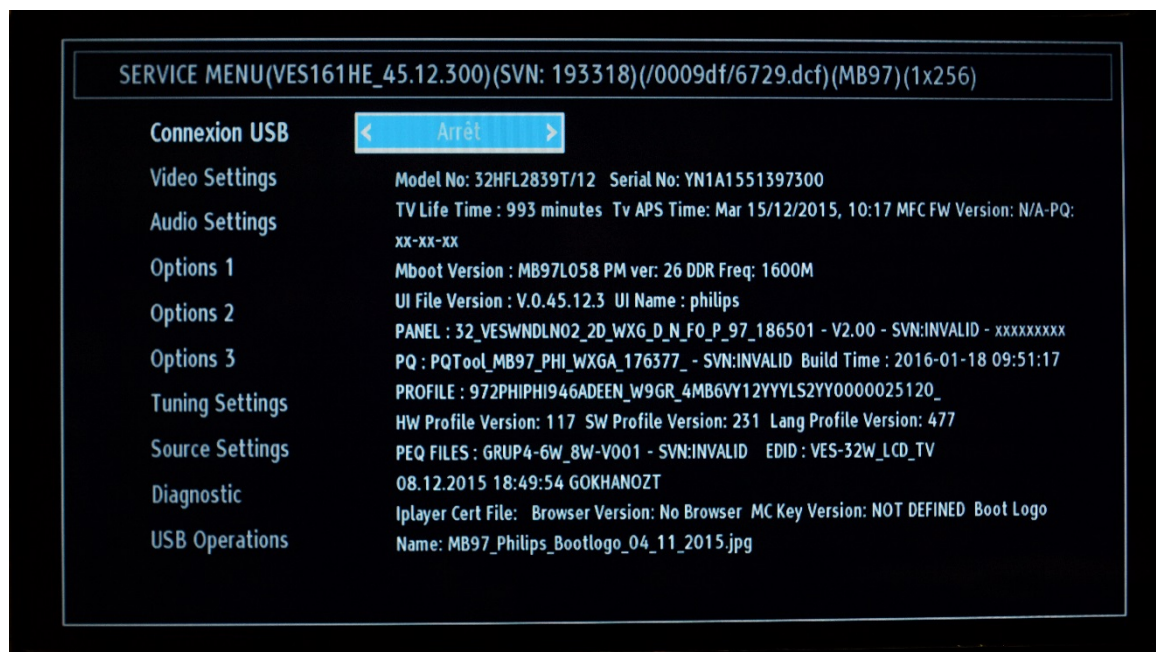 SERVICE MENU(VES161HE_45.12.300)(SVN: 193318)(/0009df/6729.dcf)(MB97)(1x256)
Connexion USB < Arrêt >
Video Settings
Audio Settings
Options 1
Options 2
Options 3
Tuning Settings
Source Settings
Diagnostic
USB Operations
Model No: 32HFL2839T/12 Serial No: YN1A1551397300
TV Life Time : 993 minutes Tv APS Time: Mar 15/12/2015, 10:17 MFC FW Version: N/A-PQ:
xx-xx-xx
Mboot Version : MB97L058 PM ver: 26 DDR Freq: 1600M
UI File Version : V.0.45.12.3 UI Name : philips
PANEL : 32_VESWNDLN02_2D_WXG_D_N_F0_P_97_186501 - V2.00 - SVN:INVALID - xxxxxxxxx
PQ : PQTool_MB97_PHI_WXGA_176377_ - SVN:INVALID Build Time : 2016-01-18 09:51:17
PROFILE : 972PHIPHI946ADEEN_W9GR_4MB6VY12YYYLS2YY0000025120_
HW Profile Version: 117 SW Profile Version: 231 Lang Profile Version: 477
PEQ FILES : GRUP4-6W_8W-V001 - SVN:INVALID EDID : VES-32W_LCD_TV
08.12.2015 18:49:54 GOKHANOZT
Iplayer Cert File: Browser Version: No Browser MC Key Version: NOT DEFINED Boot Logo
Name: MB97_Philips_Bootlogo_04_11_2015.jpg